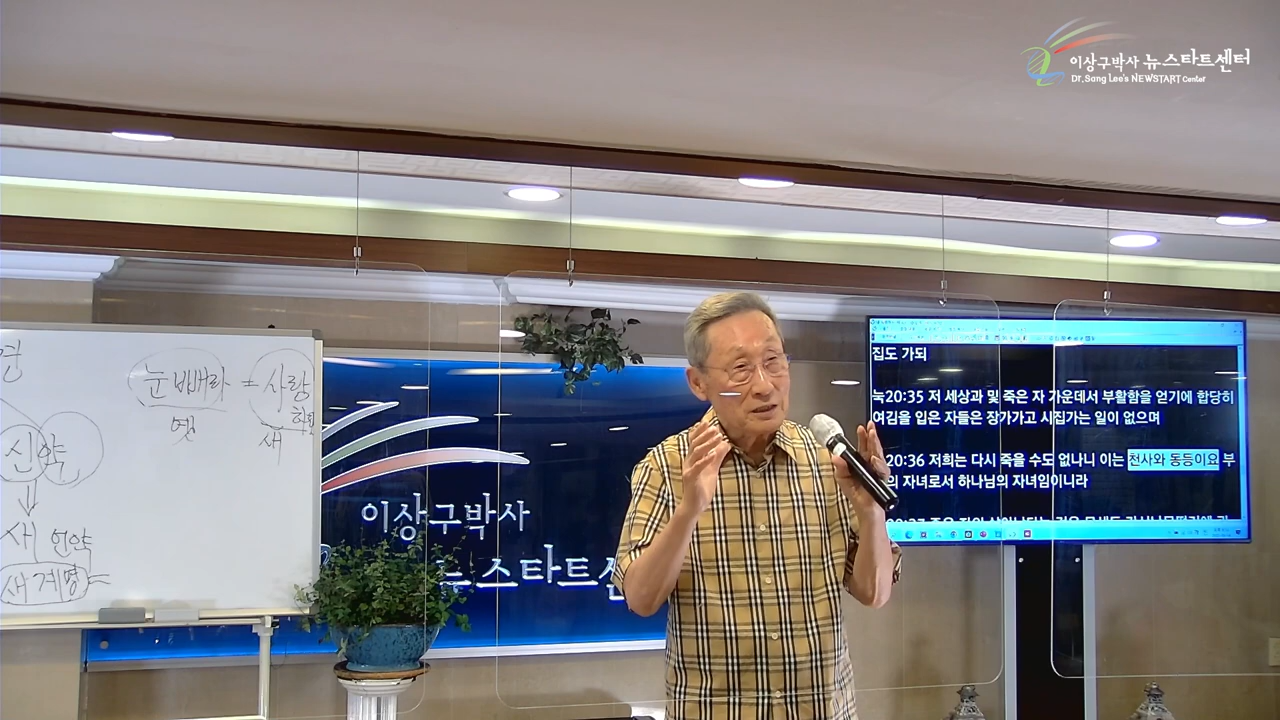 이상구박사 뉴스타트센터
Dr. Sang Lee's NEWSTART Center
눈 빼라 = 사랑
옛
새
신약
새 언약
새 계명
이상구박사
뉴스타트센
집도 가되
눅20:35 저 세상과 및 죽은 자 가운데서 부활함을 얻기에 합당히
여김을 입은 자들은 장가가고 시집가는 일이 없으며
20:36 저희는 다시 죽을 수도 없나니 이는 천사와 동등이요 부
의 자녀로서 하나님의 자녀임이니라